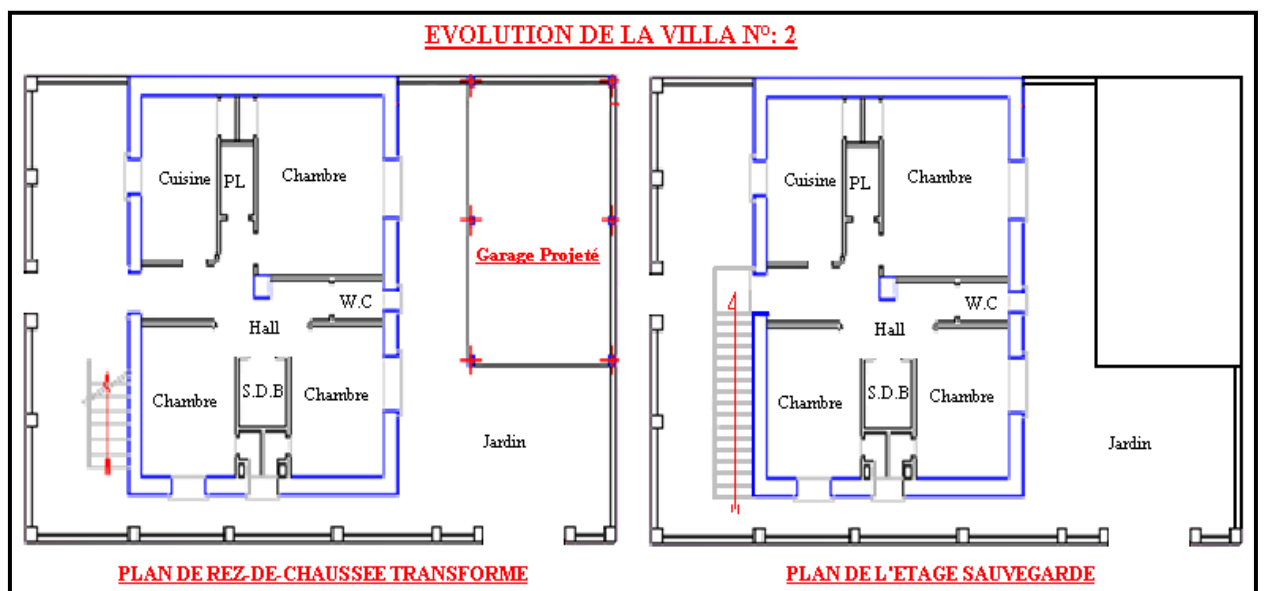 EVOLUTION DE LA VILLA N°: 2
Cuisine
PL
Chambre
Garage Projeté
W.C
Hall
Chambre
S.D.B
Chambre
Jardin
PLAN DE REZ-DE-CHAUSSEE TRANSFORME
Cuisine
PL
Chambre
W.C
Hall
Chambre
S.D.B
Chambre
Jardin
PLAN DE L'ETAGE SAUVEGARDE